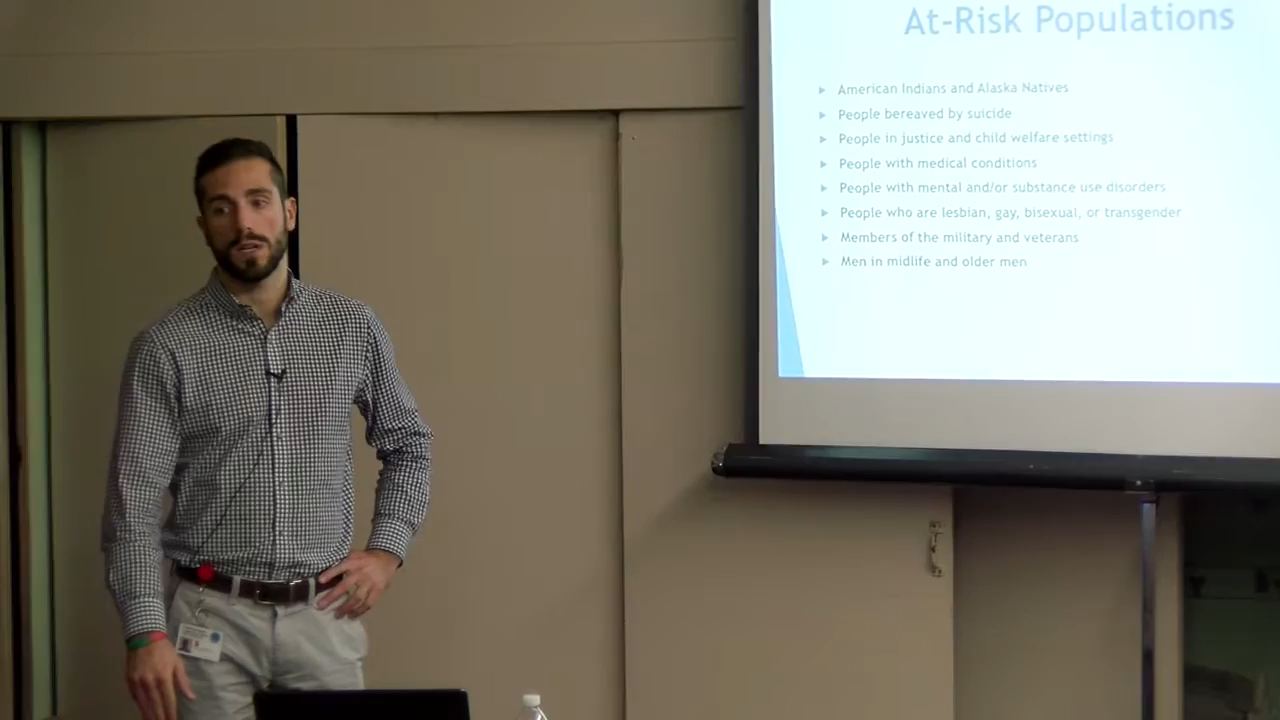 At-Risk Populations
American Indians and Alaska Natives
People bereaved by suicide
People in justice and child welfare settings
People with medical conditions
People with mental and/or substance use disorders
People who are lesbian, gay, bisexual, or transgender
Members of the military and veterans
Men in midlife and older men